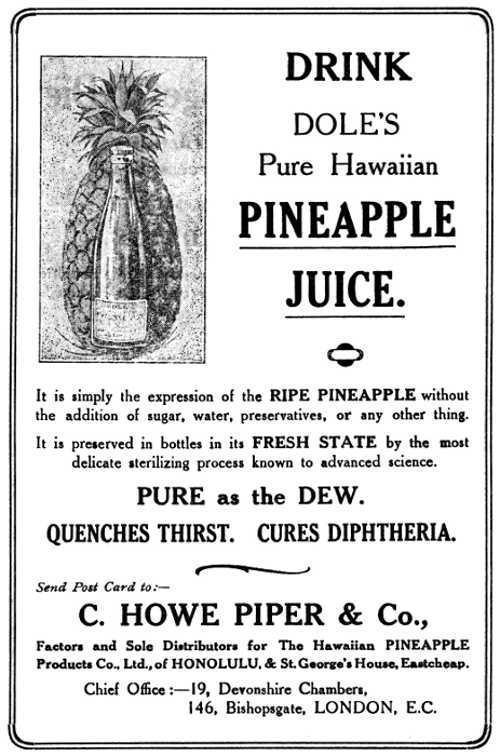 DRINK
DOLE'S
Pure Hawaiian
PINEAPPLE
JUICE.
It is simply the expression of the RIPE PINEAPPLE without
the addition of sugar, water, preservatives, or any other thing.
It is preserved in bottles in its FRESH STATE by the most
delicate sterilizing process known to advanced science.
PURE as the DEW.
QUENCHES THIRST. CURES DIPHTHERIA.
Send Post Card to:—
C. HOWE PIPER & Co.,
Factors and Sole Distributors for The Hawaiian PINEAPPLE
Products Co., Ltd., of HONOLULU, & St. George's House, Eastcheap.
Chief Office :—19, Devonshire Chambers,
146, Bishopsgate, LONDON, E.C.